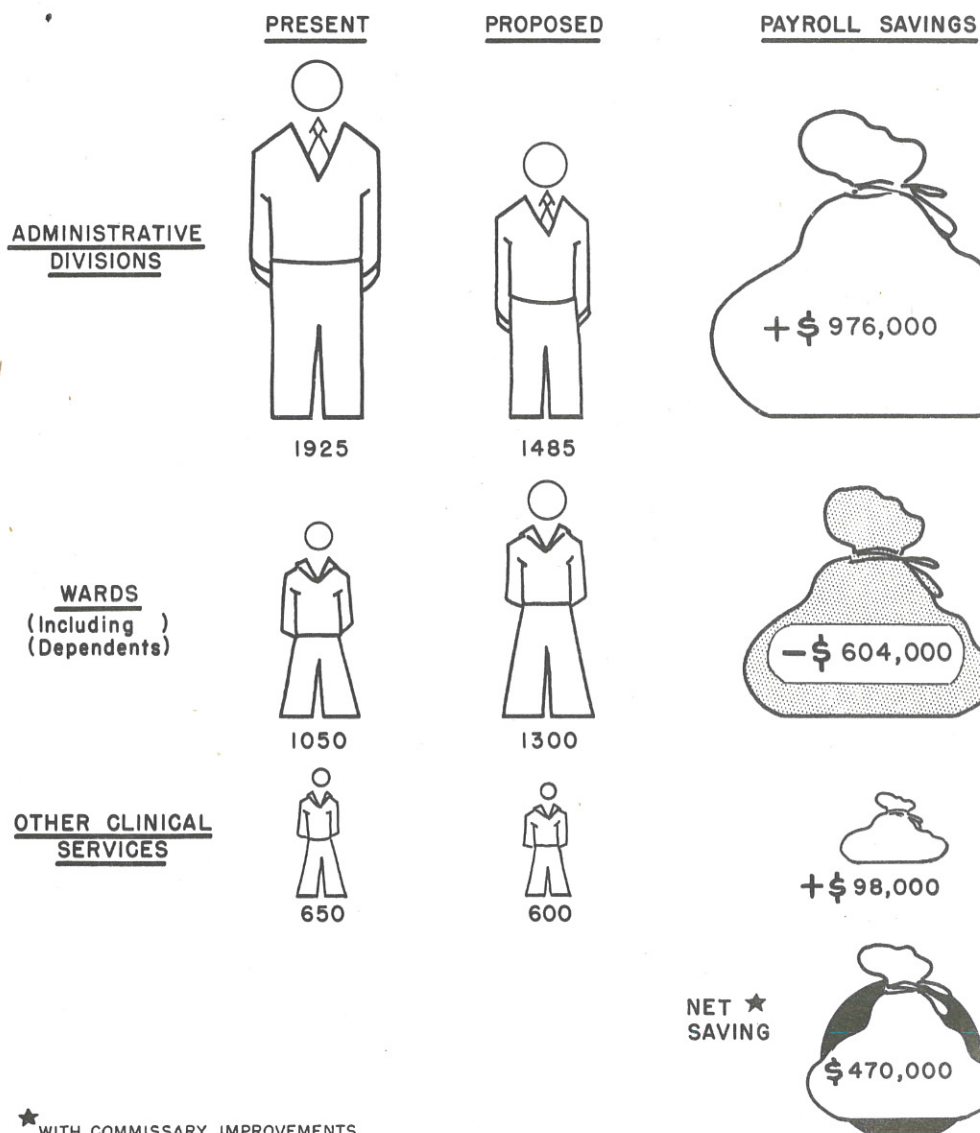 PRESENT PROPOSED PAYROLL SAVINGS
ADMINISTRATIVE
DIVISIONS
+$ 976,000
1925 1485
WARDS
(Including )
(Dependents)
-$ 604,000
1050 1300
OTHER CLINICAL
SERVICES
+$98,000
650 600
NET ★
SAVING
$470,000
★WITH COMMISSARY IMPROVEMENTS